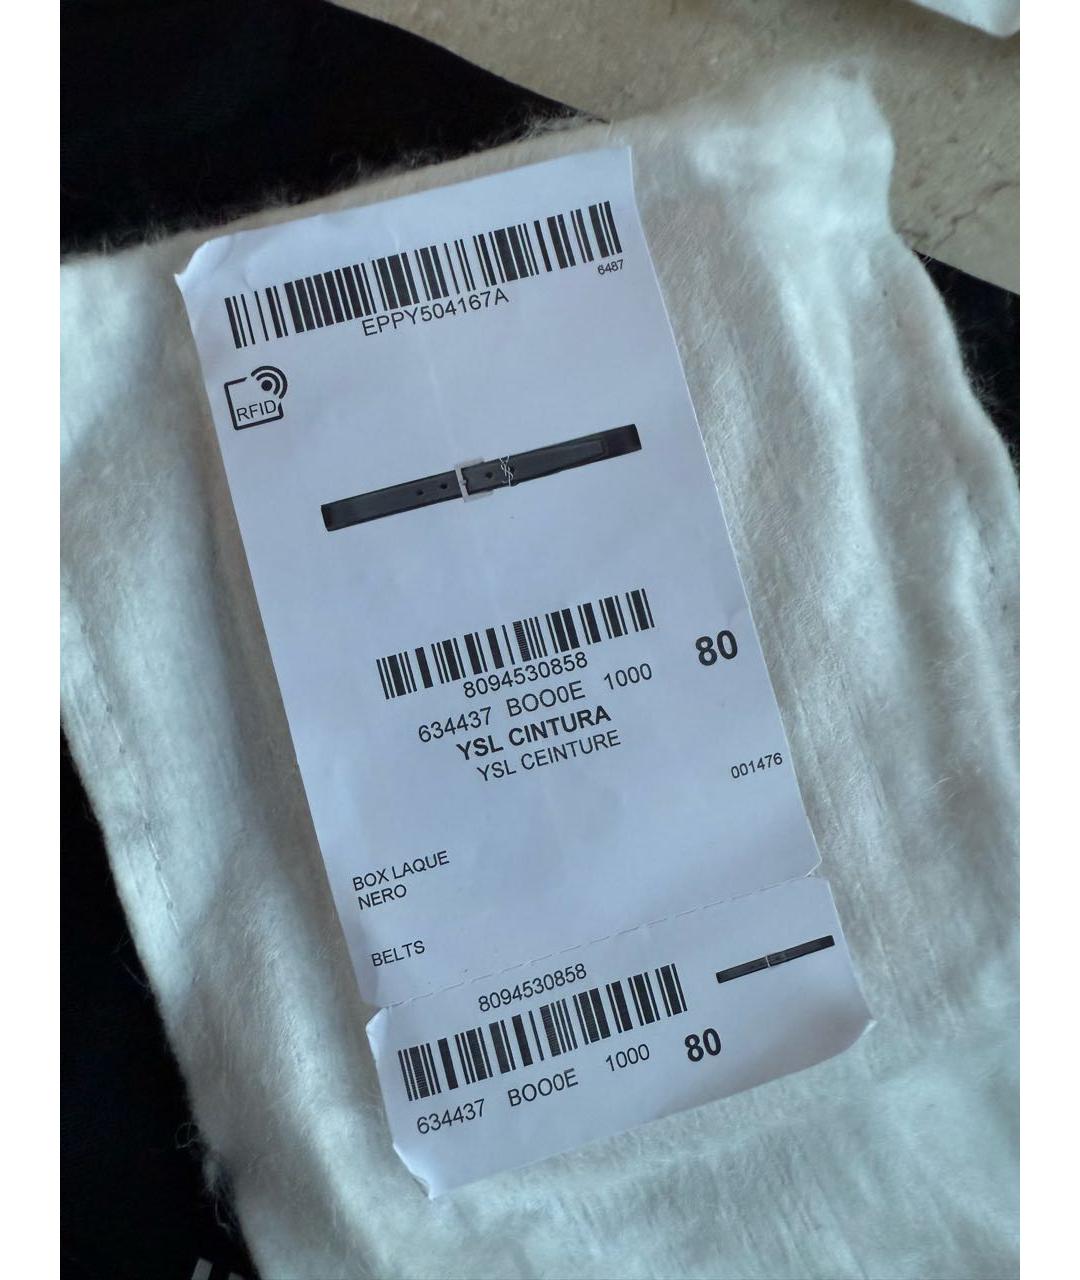 6487
EPPY504167A
RFID
8094530858
634437 BOO0E 1000 80
YSL CINTURA
YSL CEINTURE
001476
BOX LAQUE
NERO
BELTS
8094530858
634437 BOO0E 1000 80